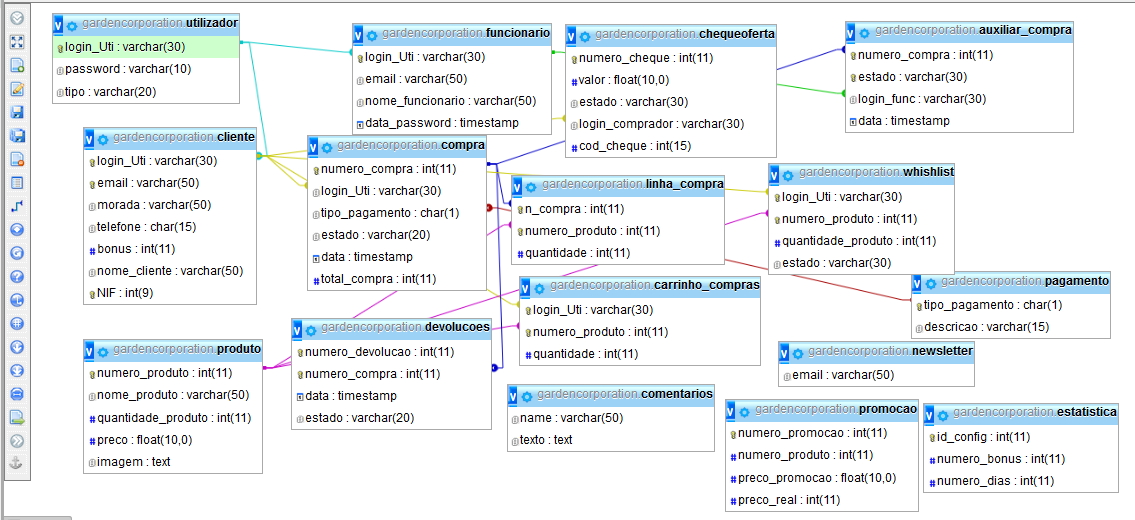 gardencorporation.utilizador
login_Uti : varchar(30)
password : varchar(10)
tipo : varchar(20)
gardencorporation.funcionario
login_Uti : varchar(30)
email : varchar(50)
nome_funcionario : varchar(50)
data_password : timestamp
gardencorporation.chequeoferta
numero_cheque : int(11)
valor : float(10,0)
estado : varchar(30)
login_comprador : varchar(30)
cod_cheque : int(15)
gardencorporation.auxiliar_compra
numero_compra : int(11)
estado : varchar(30)
login_func : varchar(30)
data : timestamp
gardencorporation.cliente
login_Uti : varchar(30)
email : varchar(50)
morada : varchar(50)
telefone : char(15)
bonus : int(11)
nome_cliente : varchar(50)
NIF : int(9)
gardencorporation.compra
numero_compra : int(11)
login_Uti : varchar(30)
tipo_pagamento : char(1)
estado : varchar(20)
data : timestamp
total_compra : int(11)
gardencorporation.linha_compra
n_compra : int(11)
numero_produto : int(11)
quantidade : int(11)
gardencorporation.whishlist
login_Uti : varchar(30)
numero_produto : int(11)
quantidade_produto : int(11)
estado : varchar(30)
gardencorporation.carrinho_compras
login_Uti : varchar(30)
numero_produto : int(11)
quantidade : int(11)
gardencorporation.pagamento
tipo_pagamento : char(1)
descricao : varchar(15)
gardencorporation.devolucoes
numero_devolucao : int(11)
numero_compra : int(11)
data : timestamp
estado : varchar(20)
gardencorporation.produto
numero_produto : int(11)
nome_produto : varchar(50)
quantidade_produto : int(11)
preco : float(10,0)
imagem : text
gardencorporation.newsletter
email : varchar(50)
gardencorporation.comentarios
name : varchar(50)
texto : text
gardencorporation.promocao
numero_promocao : int(11)
numero_produto : int(11)
preco_promocao : float(10,0)
preco_real : int(11)
gardencorporation.estatistica
id_config : int(11)
numero_bonus : int(11)
numero_dias : int(11)